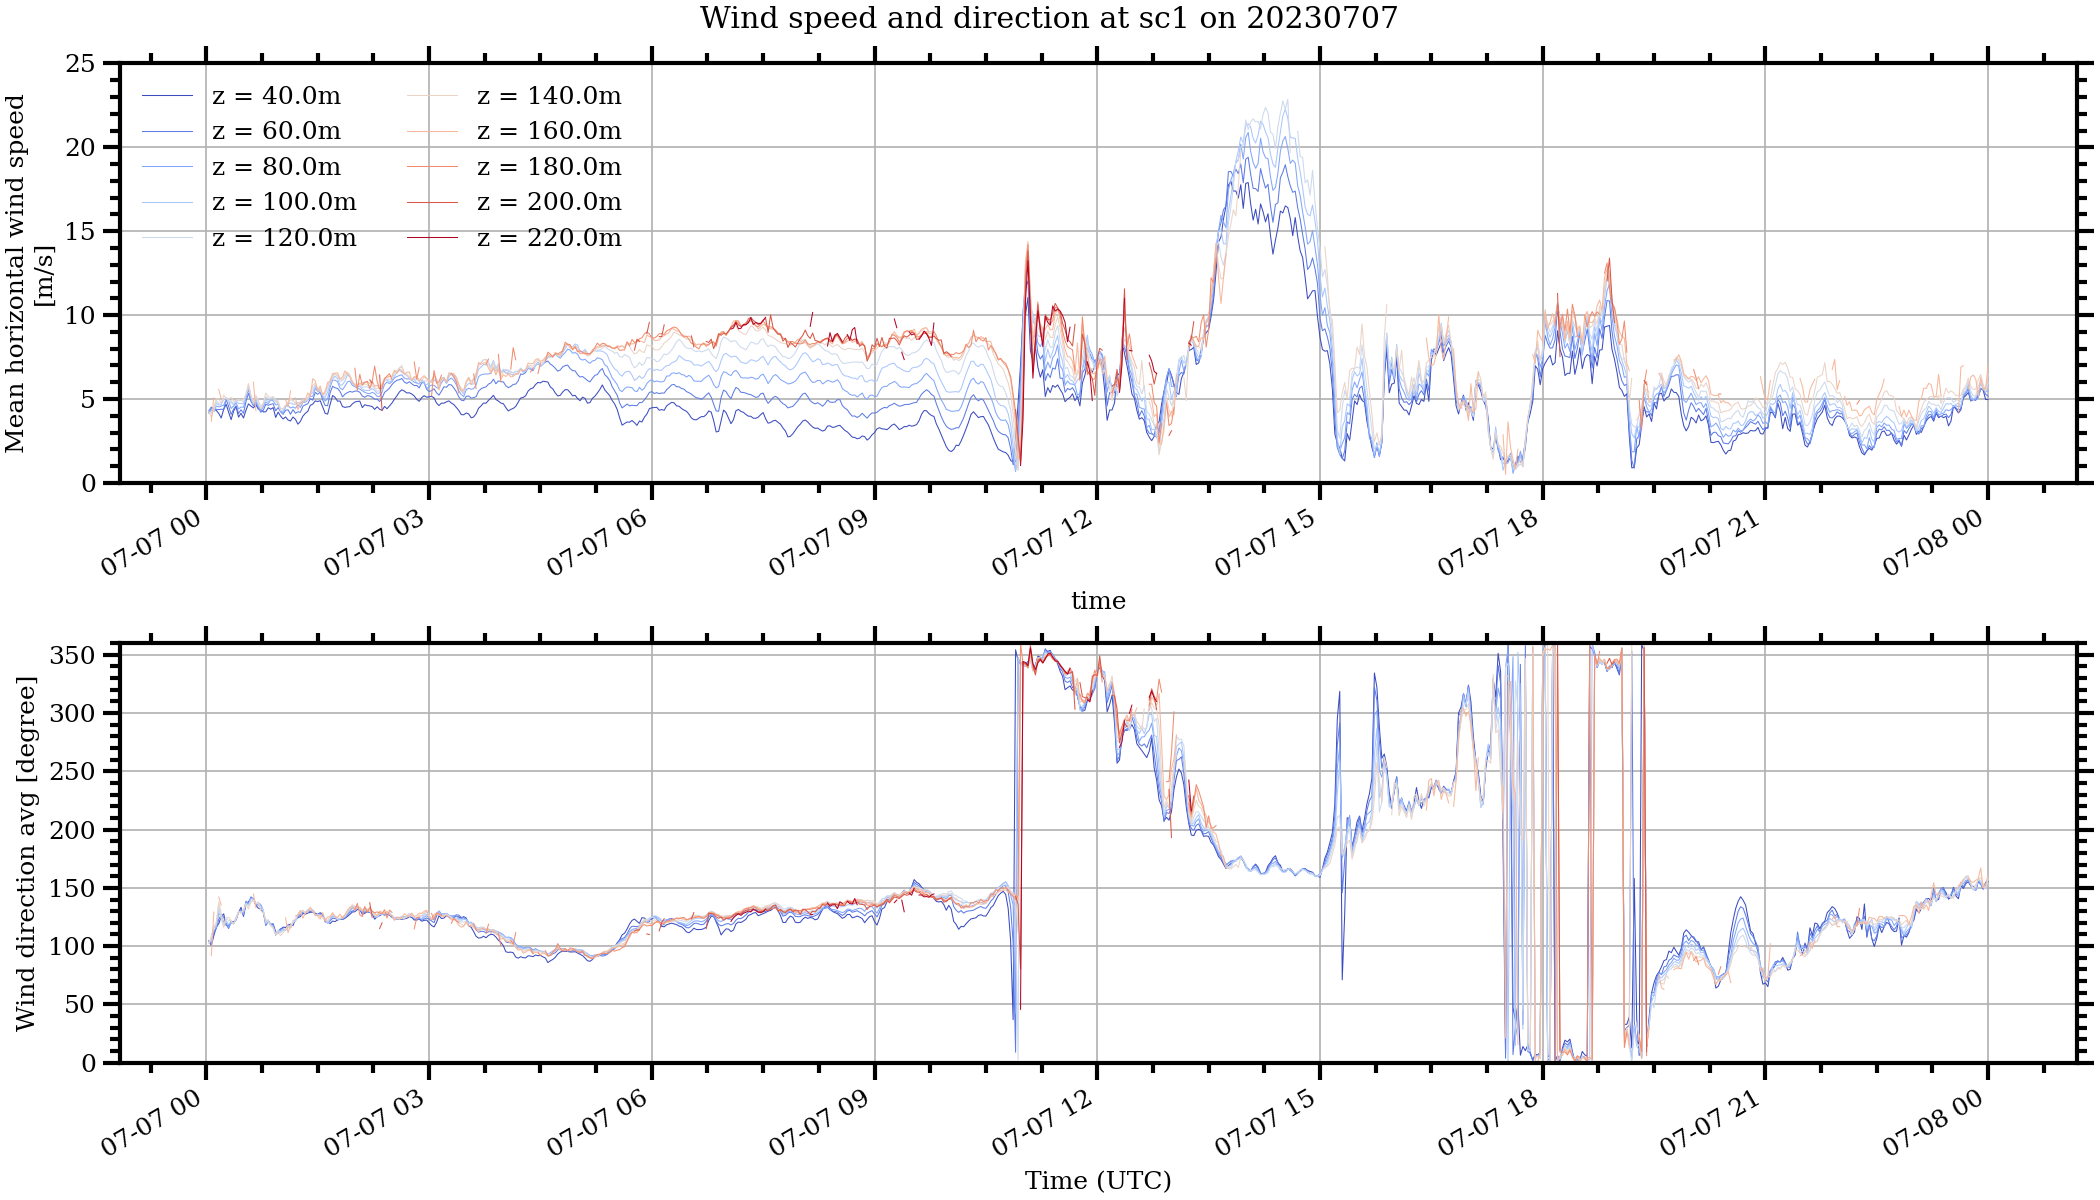 Wind speed and direction at sc1 on 20230707
Mean horizontal wind speed
[m/s]
25
20
15
10
5
0
z = 40.0m
z = 60.0m
z = 80.0m
z = 100.0m
z = 120.0m
z = 140.0m
z = 160.0m
z = 180.0m
z = 200.0m
z = 220.0m
07-07 00
07-07 03
07-07 06
07-07 09
07-07 12
07-07 15
07-07 18
07-07 21
07-08 00
time
Wind direction avg [degree]
350
300
250
200
150
100
50
0
07-07 00
07-07 03
07-07 06
07-07 09
07-07 12
07-07 15
07-07 18
07-07 21
07-08 00
Time (UTC)